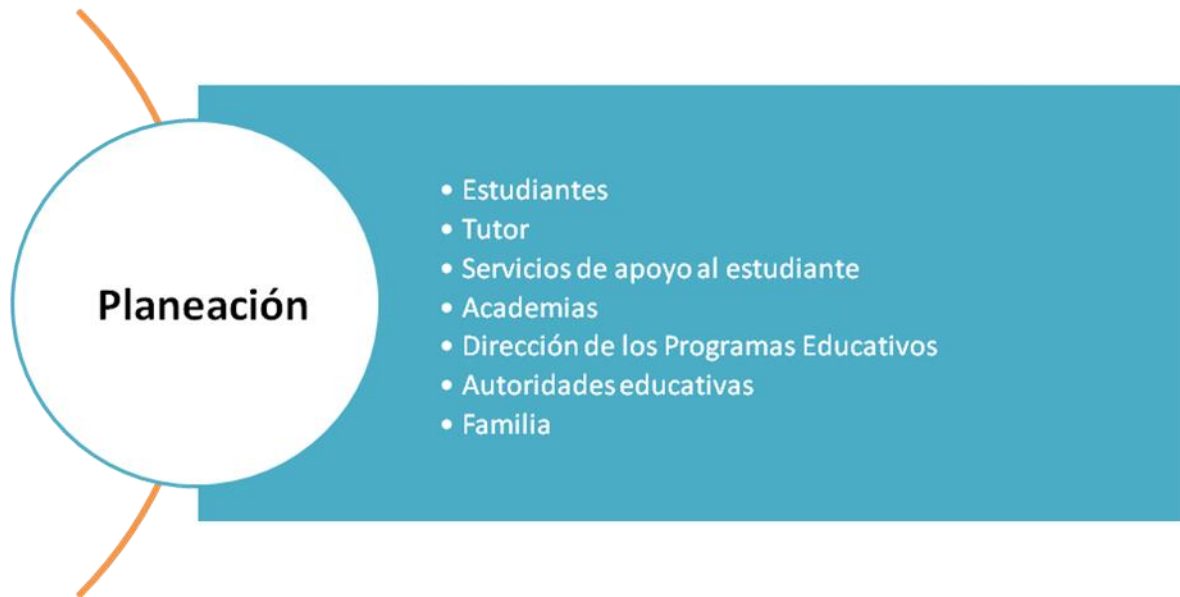 Planeación
• Estudiantes
• Tutor
• Servicios de apoyo al estudiante
• Academias
• Dirección de los Programas Educativos
• Autoridades educativas
• Familia